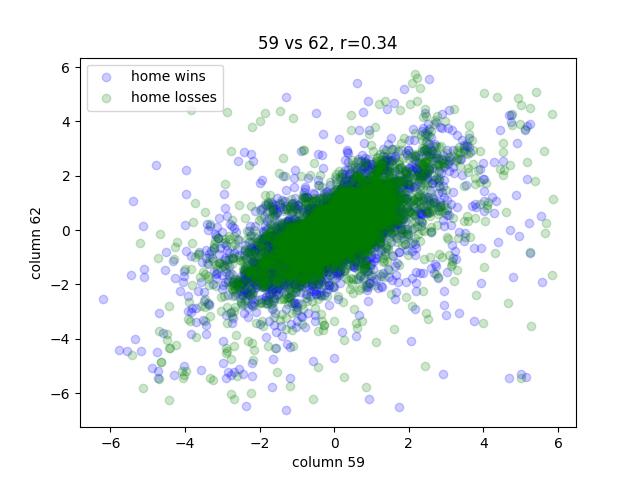 59 vs 62, r=0.34
home wins
home losses
6
4
2
0
−2
−4
−6
column 62
−6 −4 −2 0 2 4 6
column 59